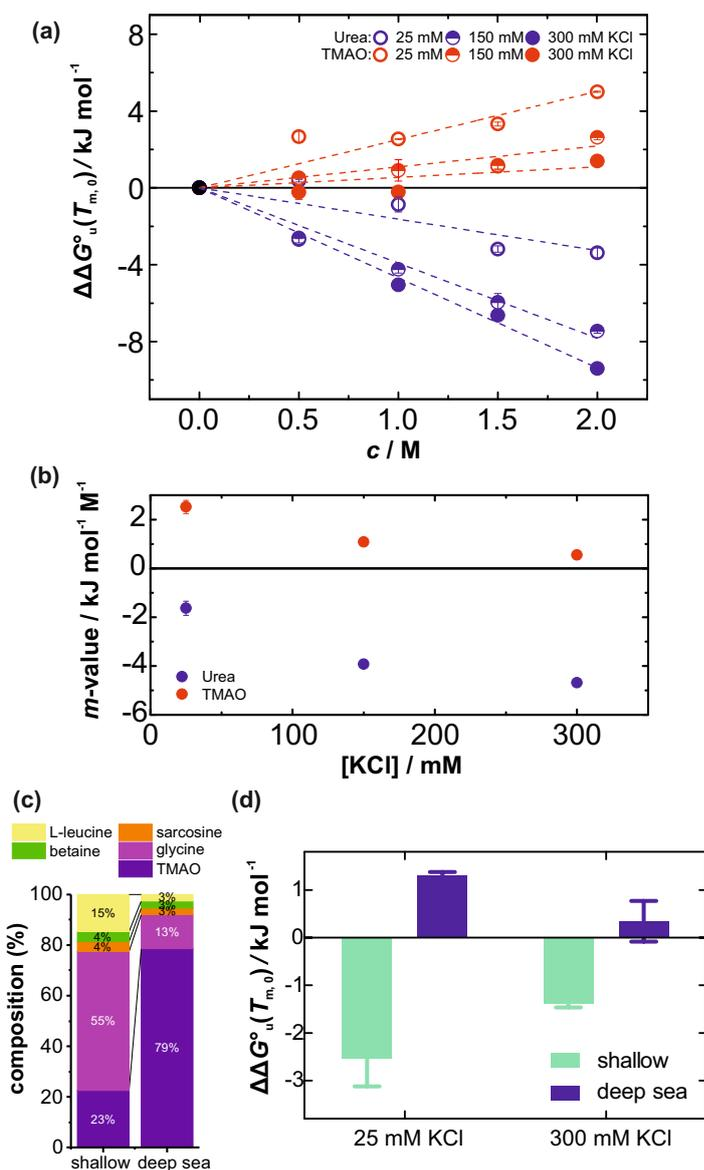 (a)
Urea: 25 mM 150 mM 300 mM KCl
TMAO: 25 mM 150 mM 300 mM KCl
8
4
0
-4
-8
ΔΔG°u(Tm, 0) / kJ mol-1
0.0 0.5 1.0 1.5 2.0
c / M
(b)
2
0
-2
-4
-6
m-value / kJ mol-1 M-1
Urea
TMAO
0 100 200 300
[KCl] / mM
(c)
L-leucine sarcosine
betaine glycine
TMAO
100
80
60
40
20
0
composition (%)
15%
4%
4%
55%
23%
3%
3%
3%
13%
79%
shallow deep sea
(d)
1
0
-1
-2
-3
ΔΔG°u(Tm, 0) / kJ mol-1
shallow
deep sea
25 mM KCl 300 mM KCl